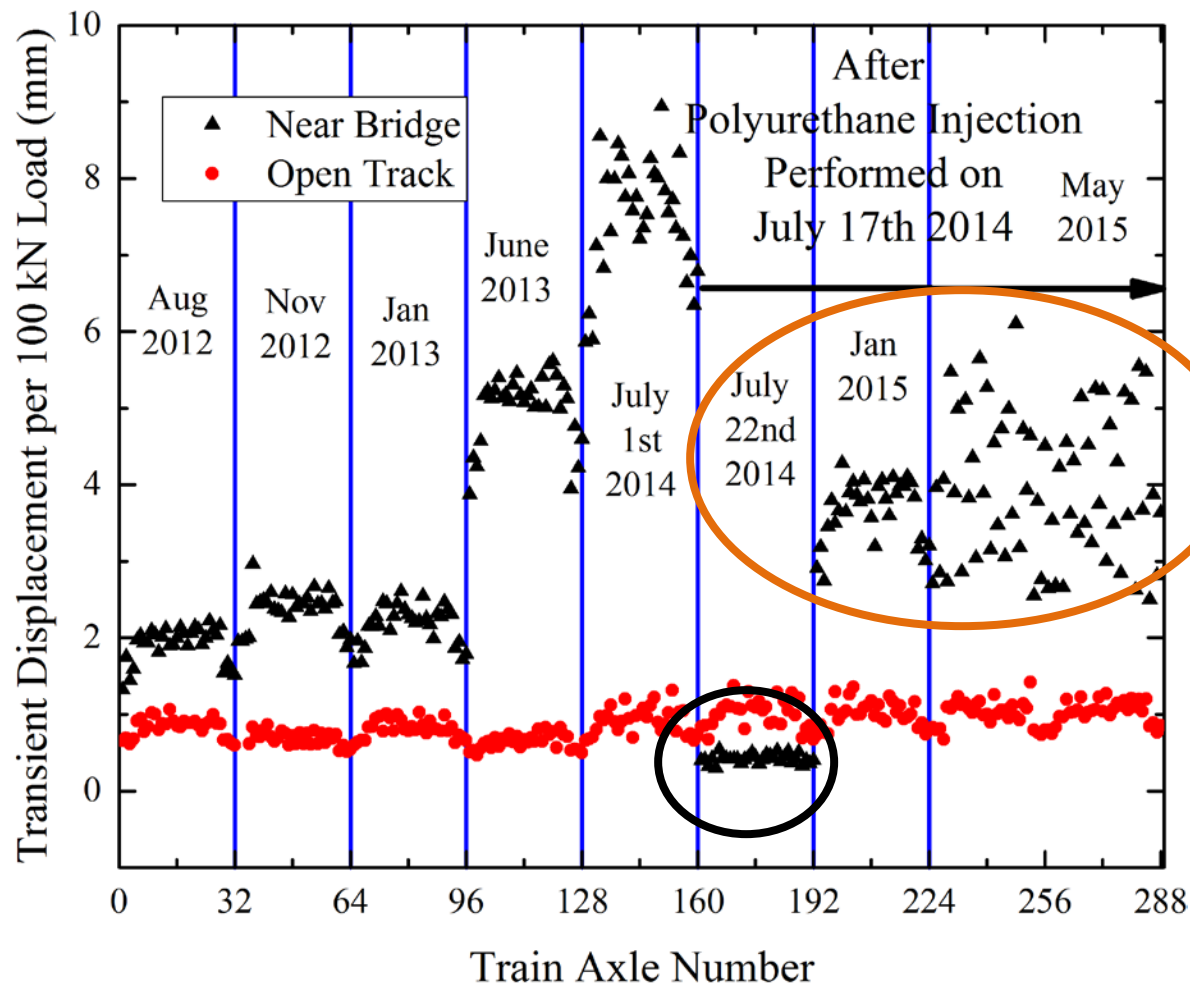 Transient Displacement per 100 kN Load (mm)
10
8
6
4
2
0
Near Bridge
Open Track
After
Polyurethane Injection
Performed on
July 17th 2014
May
2015
Aug
2012
Nov
2012
Jan
2013
June
2013
July
1st
2014
July
22nd
2014
Jan
2015
0 32 64 96 128 160 192 224 256 288
Train Axle Number